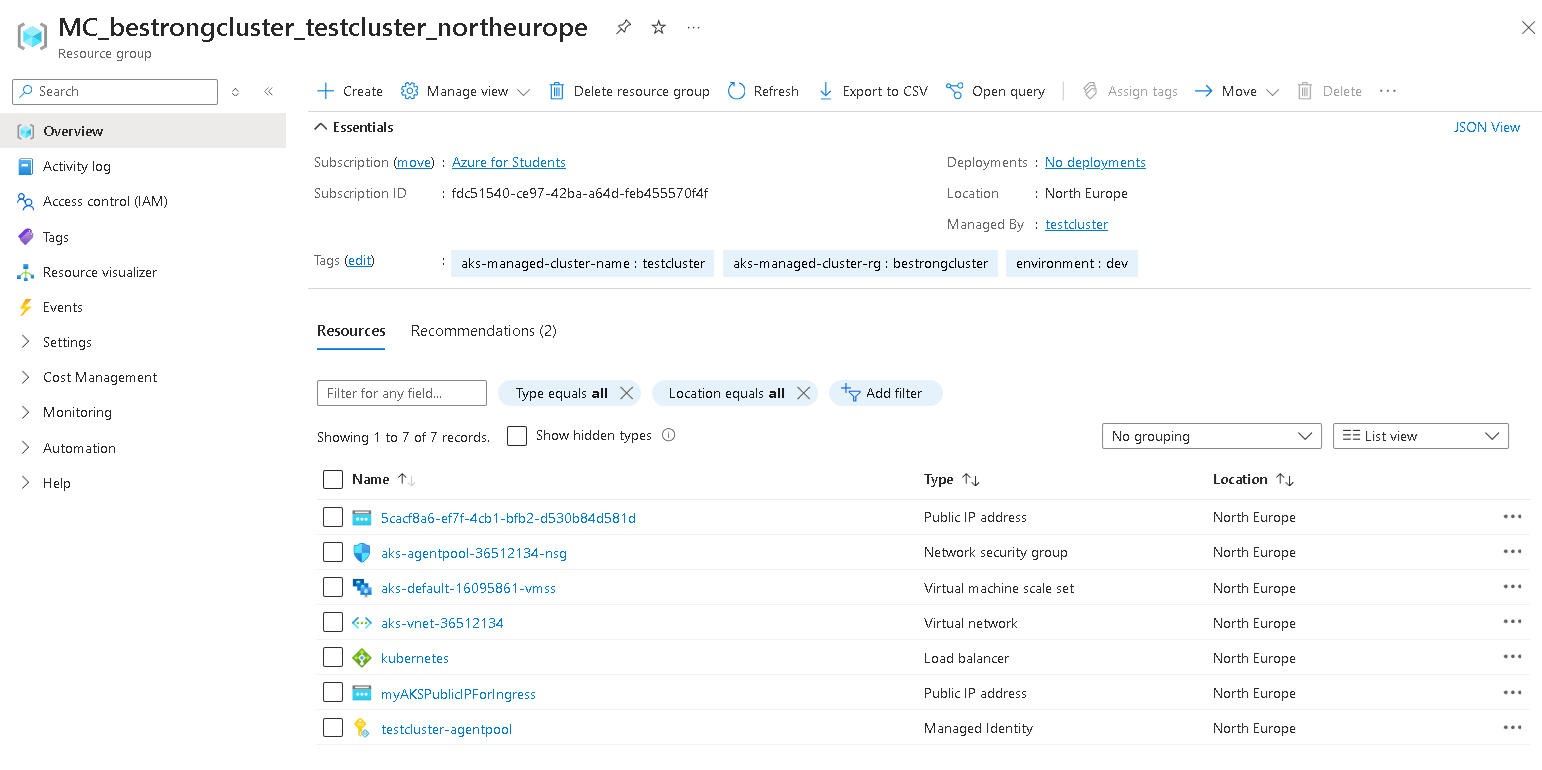 MC_bestrongcluster_testcluster_northeurope
Resource group
Search
Overview
Activity log
Access control (IAM)
Tags
Resource visualizer
Events
Settings
Cost Management
Monitoring
Automation
Help
Create Manage view Delete resource group Refresh Export to CSV Open query Assign tags Move Delete
Essentials JSON View
Subscription (move) : Azure for Students Deployments : No deployments
Subscription ID : fdc51540-ce97-42ba-a64d-feb455570f4f Location : North Europe
Managed By : testcluster
Tags (edit) : aks-managed-cluster-name : testcluster aks-managed-cluster-rg : bestrongcluster environment : dev
Resources Recommendations (2)
Filter for any field... Type equals all Location equals all Add filter
Showing 1 to 7 of 7 records. Show hidden types No grouping List view
Name Type Location
5cacf8a6-ef7f-4cb1-bfb2-d530b84d581d Public IP address North Europe
aks-agentpool-36512134-nsg Network security group North Europe
aks-default-16095861-vmss Virtual machine scale set North Europe
aks-vnet-36512134 Virtual network North Europe
kubernetes Load balancer North Europe
myAKSPublicIPForIngress Public IP address North Europe
testcluster-agentpool Managed Identity North Europe